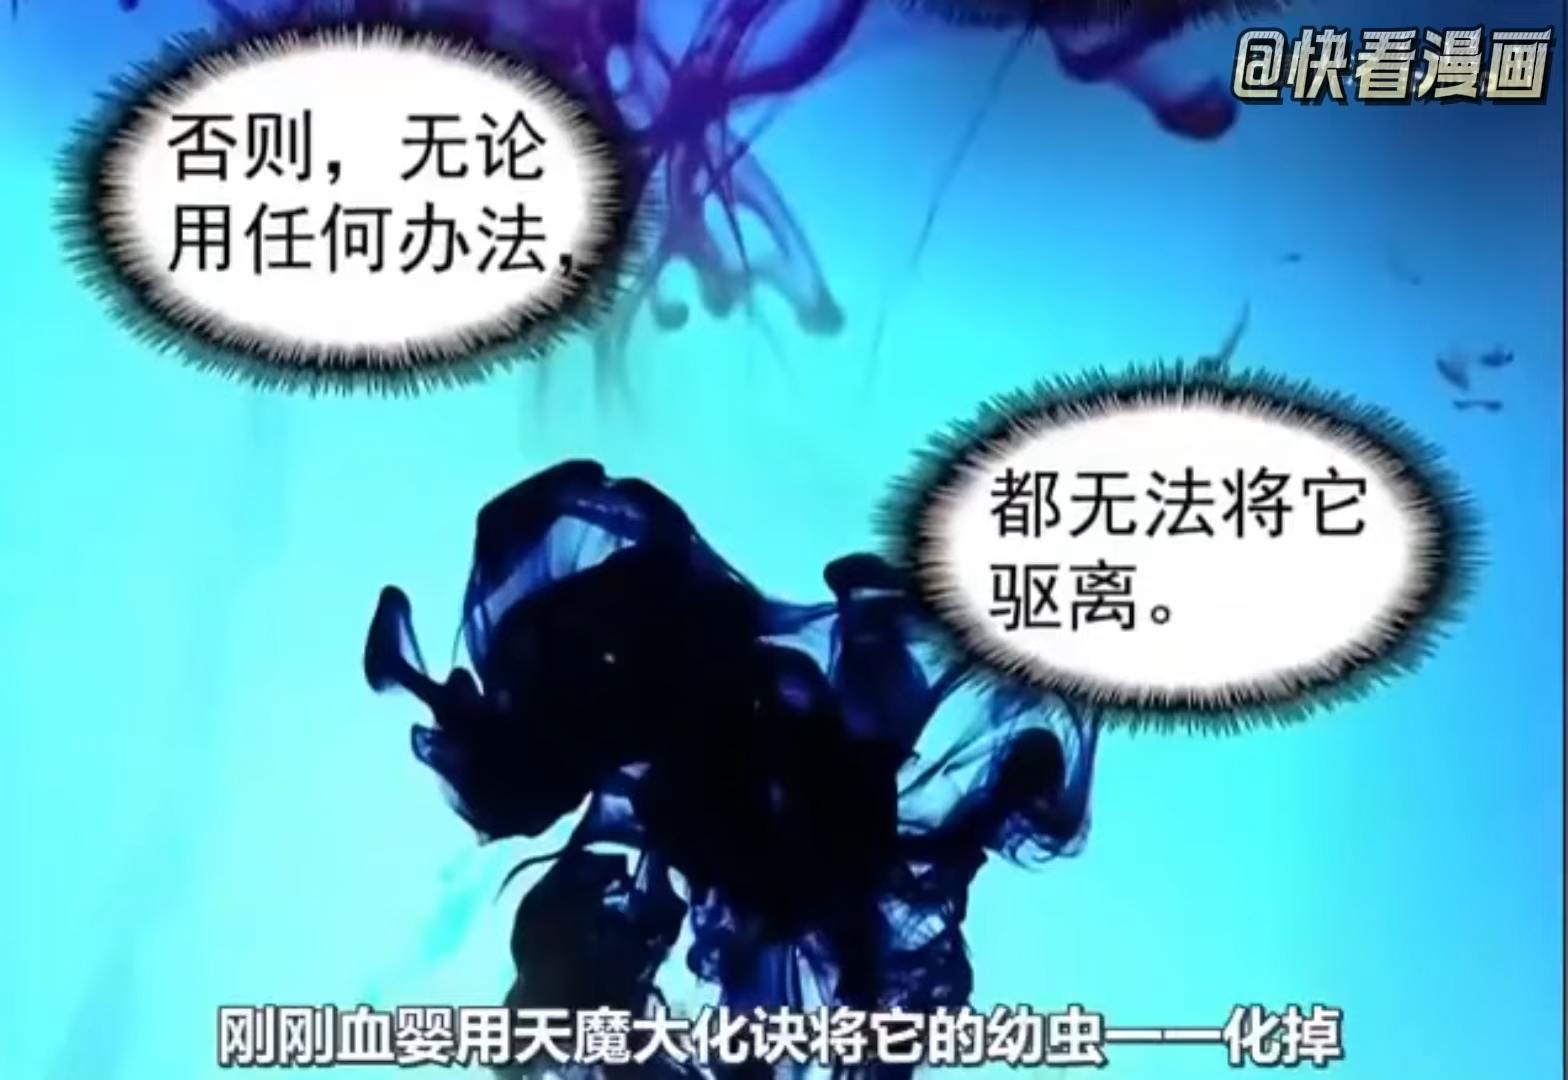 @快看漫画
否则，无论
用任何办法，
都无法将它
驱离。
刚刚血婴用天魔大化诀将它的幼虫一一化掉